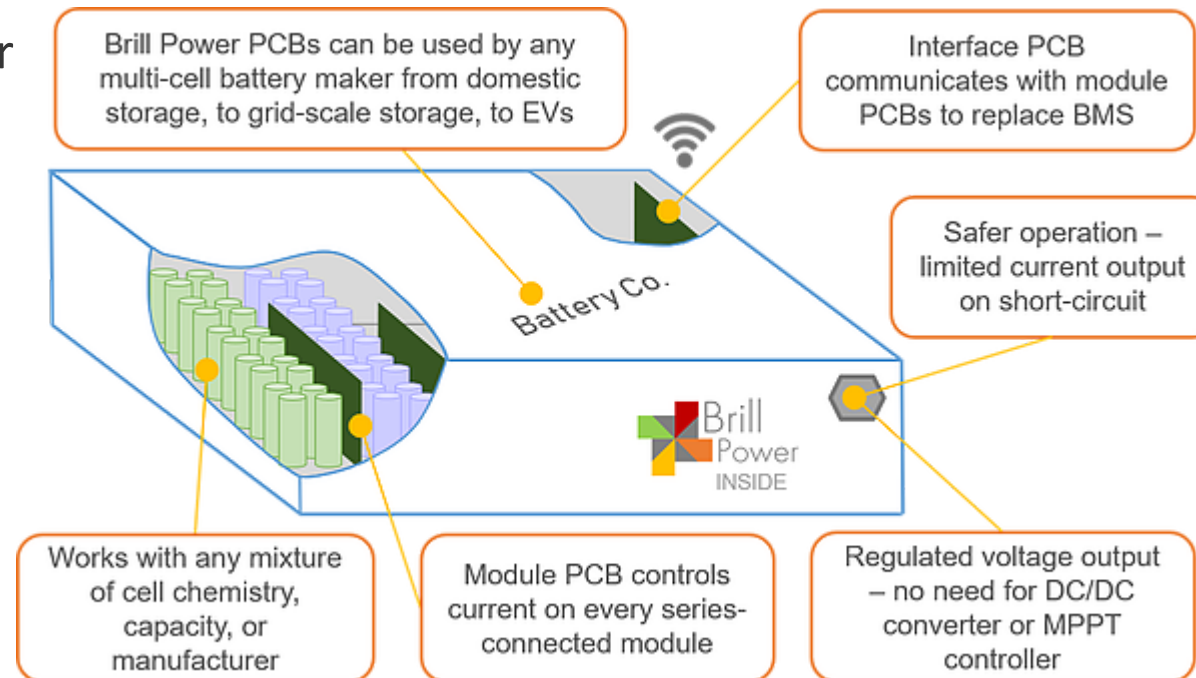 r
Brill Power PCBs can be used by any
multi-cell battery maker from domestic
storage, to grid-scale storage, to EVs
Interface PCB
communicates with module
PCBs to replace BMS
Safer operation –
limited current output
on short-circuit
Battery Co.
Brill
Power
INSIDE
Works with any mixture
of cell chemistry,
capacity, or
manufacturer
Module PCB controls
current on every series-
connected module
Regulated voltage output
– no need for DC/DC
converter or MPPT
controller